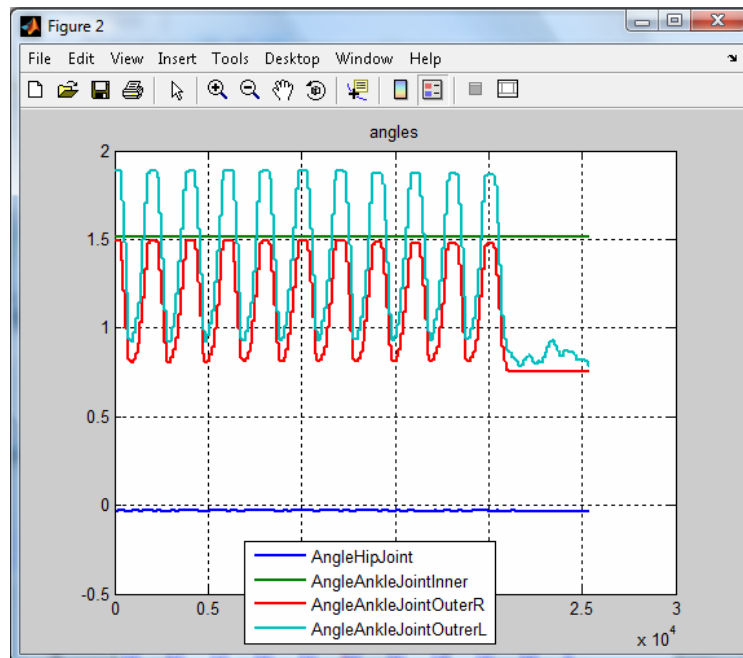 Figure 2
File Edit View Insert Tools Desktop Window Help
angles
2
1.5
1
0.5
0
-0.5
AngleHipJoint
AngleAnkleJointInner
AngleAnkleJointOuterR
AngleAnkleJointOutrerL
0 0.5 2.5 3
x 10^4